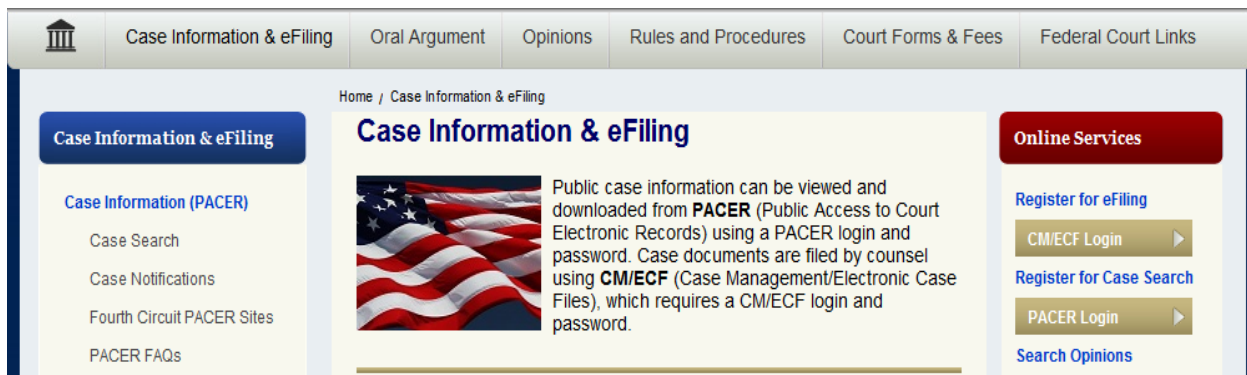 Case Information & eFiling
Oral Argument
Opinions
Rules and Procedures
Court Forms & Fees
Federal Court Links
Home / Case Information & eFiling
Case Information & eFiling
Case Information (PACER)
Case Search
Case Notifications
Fourth Circuit PACER Sites
PACER FAQs
Case Information & eFiling
Public case information can be viewed and
downloaded from PACER (Public Access to Court
Electronic Records) using a PACER login and
password. Case documents are filed by counsel
using CM/ECF (Case Management/Electronic Case
Files), which requires a CM/ECF login and
password.
Online Services
Register for eFiling
CM/ECF Login
Register for Case Search
PACER Login
Search Opinions